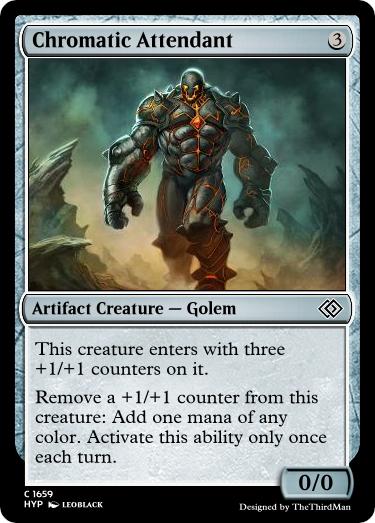 Chromatic Attendant 3
Artifact Creature — Golem
This creature enters with three
+1/+1 counters on it.
Remove a +1/+1 counter from this
creature: Add one mana of any
color. Activate this ability only once
each turn.
0/0
C 1659
HYP LEOBLACK
Designed by TheThirdMan